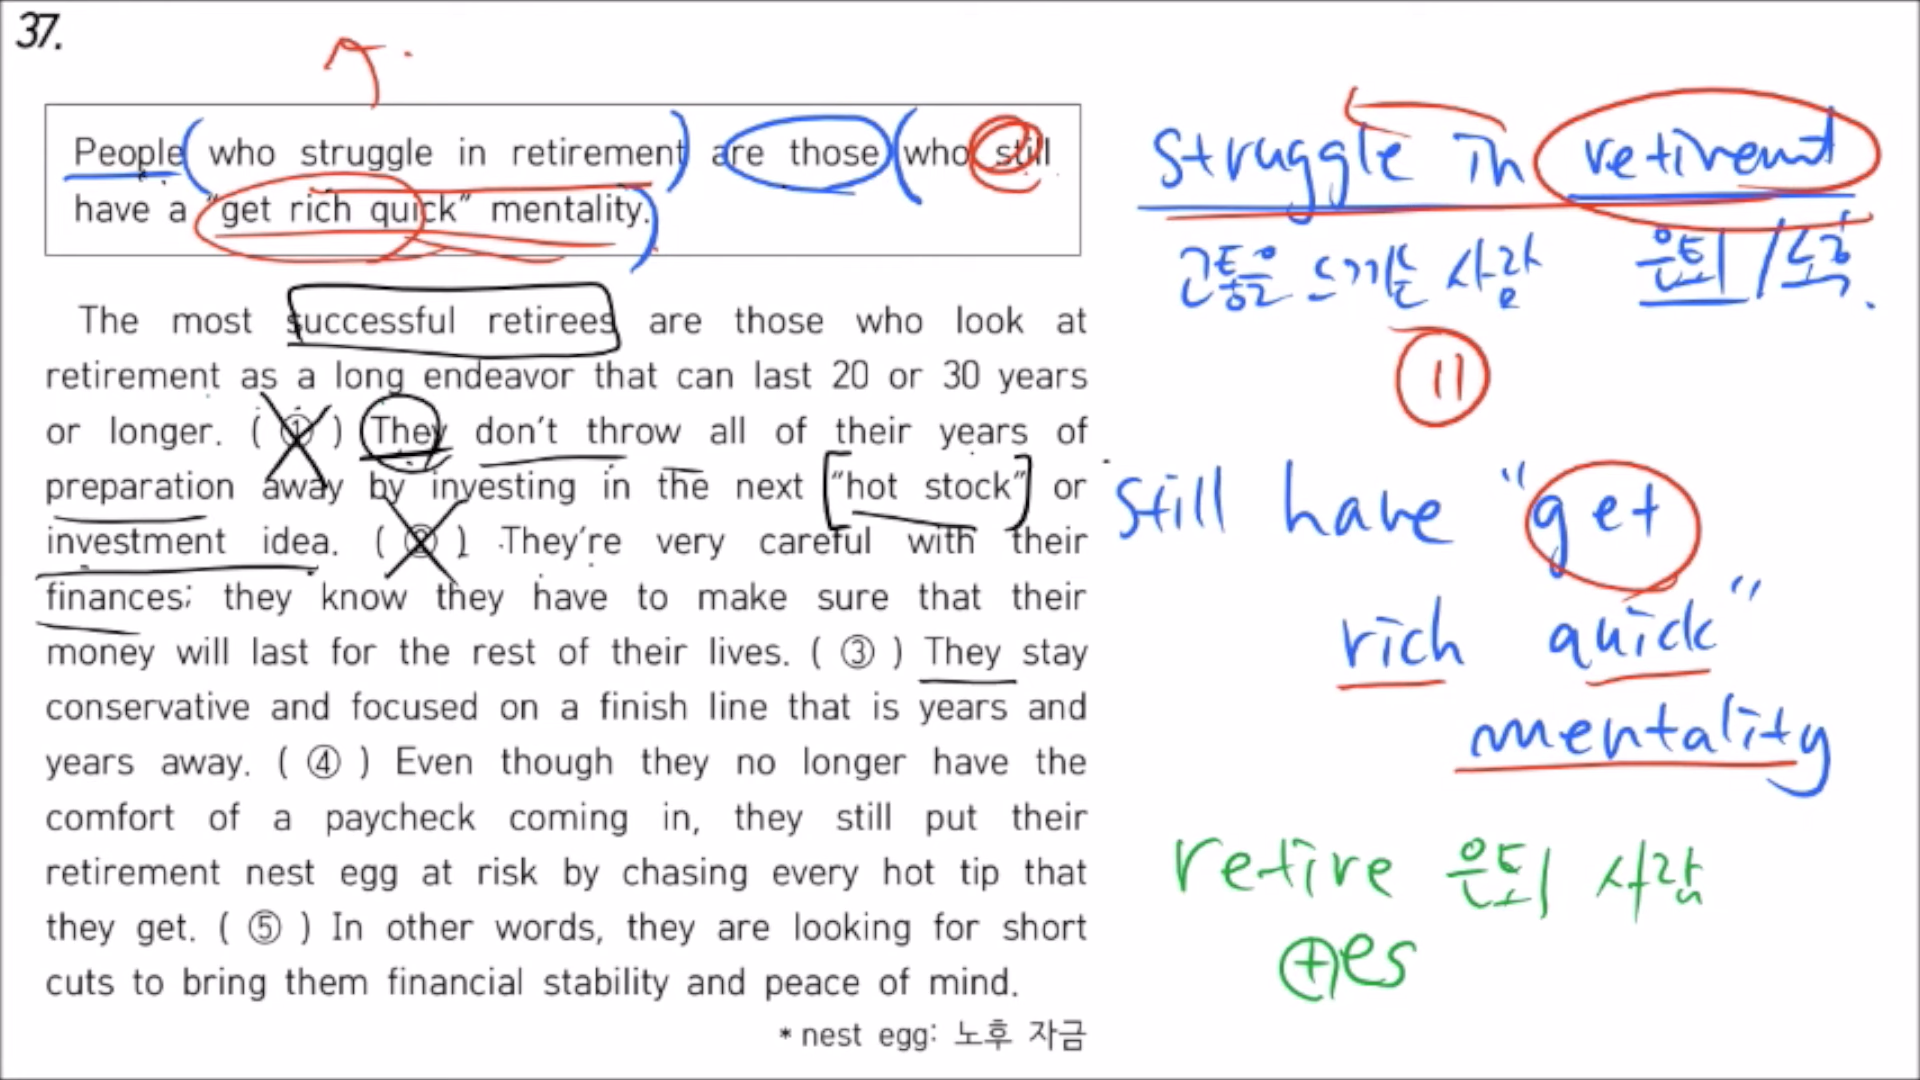 37.
People who struggle in retirement are those who still
have a "get rich quick" mentality.
The most successful retirees are those who look at
retirement as a long endeavor that can last 20 or 30 years
or longer. ( ① ) They don't throw all of their years of
preparation away by investing in the next "hot stock" or
investment idea. ( ② ) They're very careful with their
finances; they know they have to make sure that their
money will last for the rest of their lives. ( ③ ) They stay
conservative and focused on a finish line that is years and
years away. ( ④ ) Even though they no longer have the
comfort of a paycheck coming in, they still put their
retirement nest egg at risk by chasing every hot tip that
they get. ( ⑤ ) In other words, they are looking for short
cuts to bring them financial stability and peace of mind.
* nest egg: 노후 자금
struggle in retirement
고통을 느끼는 사람 은퇴 / 노후.
=
still have "get
rich quick"
mentality
retire 은퇴 사람
+es